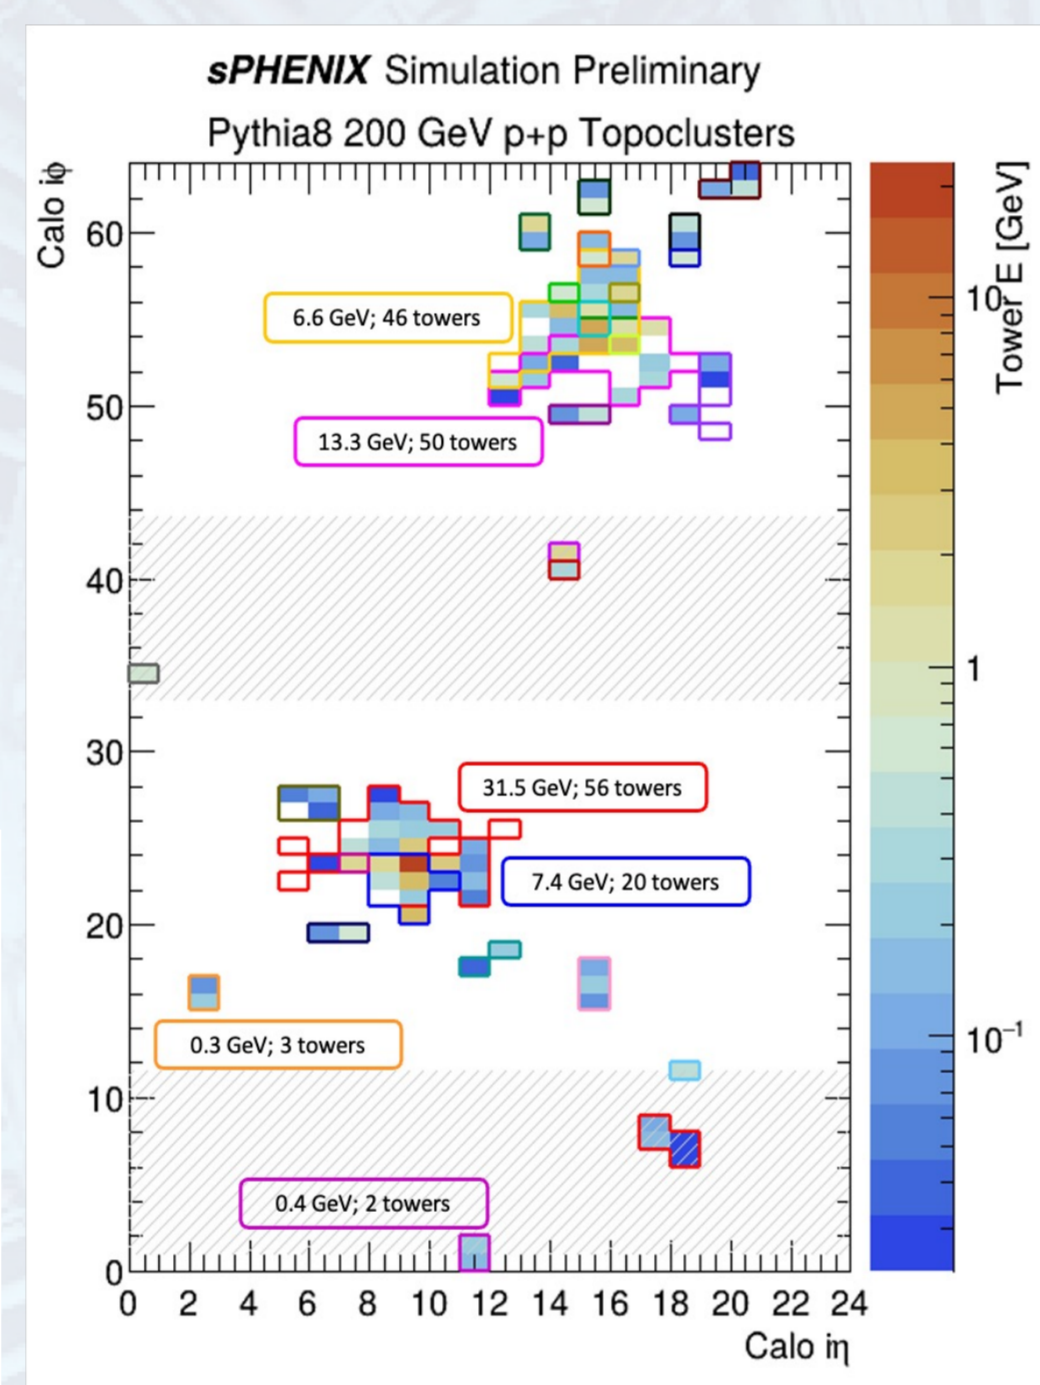 sPHENIX Simulation Preliminary
Pythia8 200 GeV p+p Topoclusters
Calo iϕ
60
50
40
30
20
10
0
6.6 GeV; 46 towers
13.3 GeV; 50 towers
31.5 GeV; 56 towers
7.4 GeV; 20 towers
0.3 GeV; 3 towers
0.4 GeV; 2 towers
0 2 4 6 8 10 12 14 16 18 20 22 24
Calo iη
10
1
10⁻¹
Tower E [GeV]